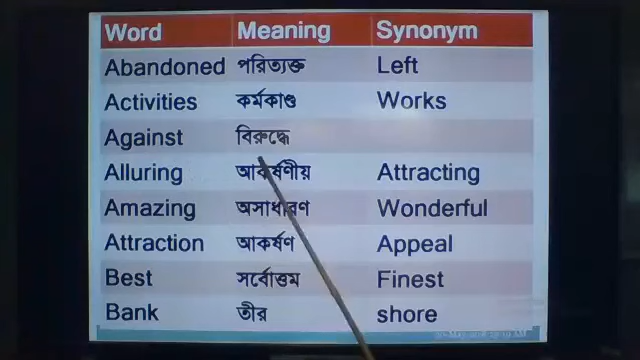 Word Meaning Synonym
Abandoned পরিত্যক্ত Left
Activities কর্মকাণ্ড Works
Against বিরুদ্ধে
Alluring আকর্ষণীয় Attracting
Amazing অসাধারণ Wonderful
Attraction আকর্ষণ Appeal
Best সর্বোত্তম Finest
Bank তীর shore